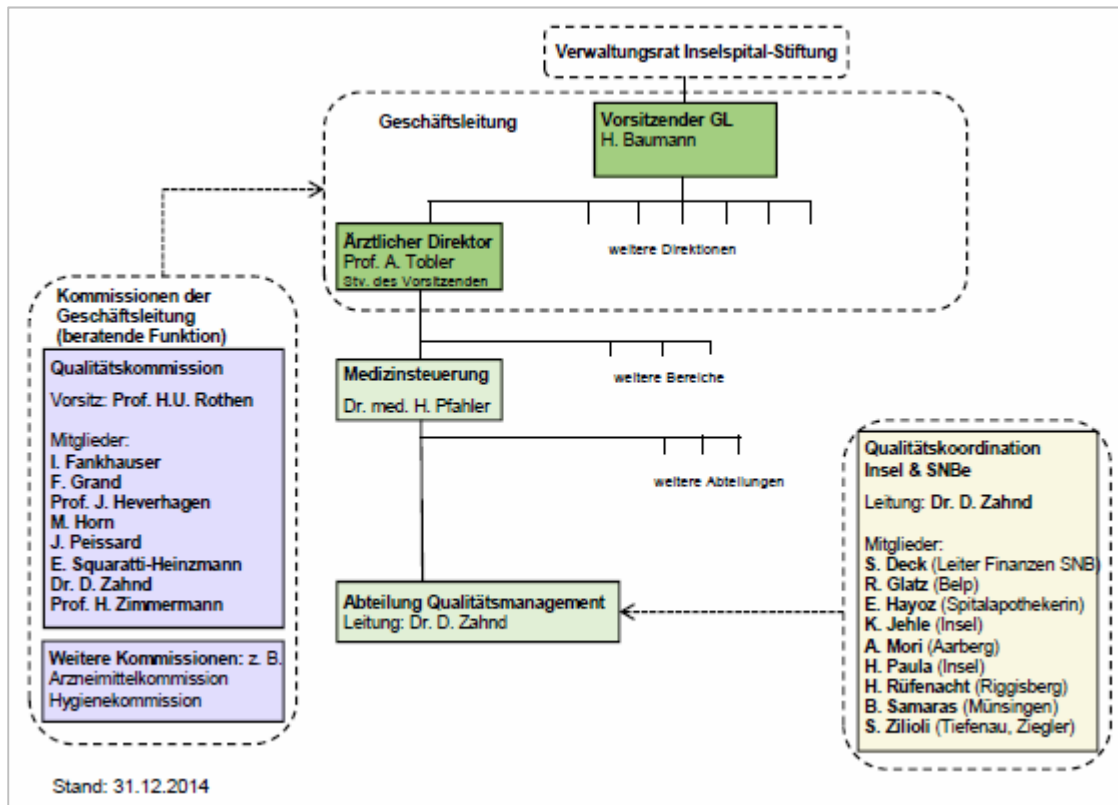 Verwaltungsrat Inselspital-Stiftung
Geschäftsleitung
Vorsitzender GL
H. Baumann
Ärztlicher Direktor
Prof. A. Tobler
Stv. des Vorsitzenden
weitere Direktionen
Kommissionen der
Geschäftsleitung
(beratende Funktion)
Qualitätskommission
Vorsitz: Prof. H.U. Rothen
Mitglieder:
I. Fankhauser
F. Grand
Prof. J. Heverhagen
M. Horn
J. Peissard
E. Squaratti-Heinzmann
Dr. D. Zahnd
Prof. H. Zimmermann
Weitere Kommissionen: z. B.
Arzneimittelkommission
Hygienekommission
Medizinsteuerung
Dr. med. H. Pfahler
weitere Bereiche
weitere Abteilungen
Abteilung Qualitätsmanagement
Leitung: Dr. D. Zahnd
Qualitätskoordination
Insel & SNBe
Leitung: Dr. D. Zahnd
Mitglieder:
S. Deck (Leiter Finanzen SNB)
R. Glatz (Belp)
E. Hayoz (Spitalapothekerin)
K. Jehle (Insel)
A. Mori (Aarberg)
H. Paula (Insel)
H. Rüfenacht (Riggisberg)
B. Samaras (Münsingen)
S. Zilioli (Tiefenau, Ziegler)
Stand: 31.12.2014